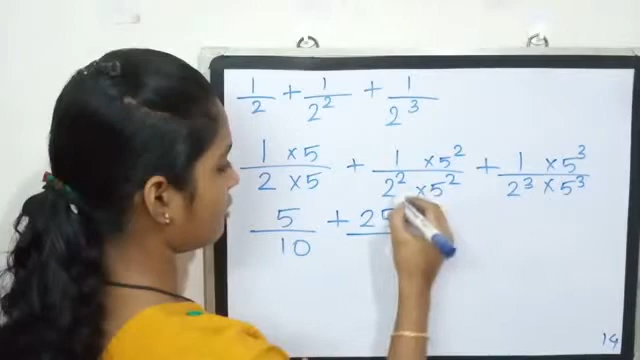 1/2 + 1/2² + 1/2³
1 ×5/2 ×5 + 1 ×5²/2² ×5² + 1 ×5³/2³ ×5³
5/10 + 25
14